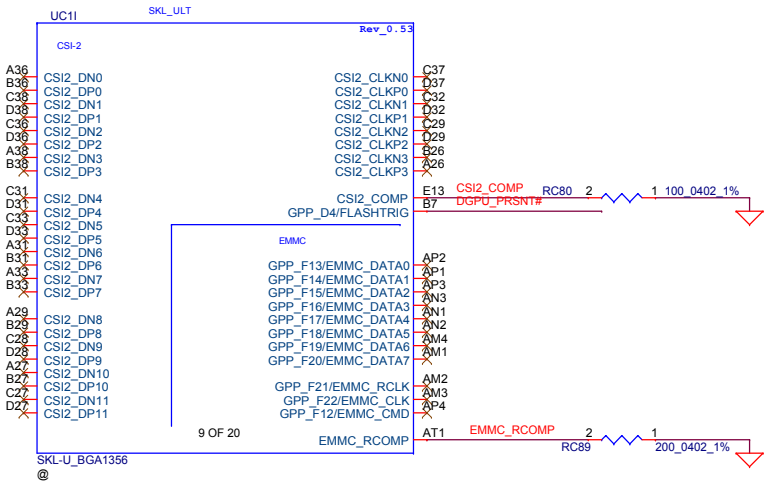 UC1I
SKL_ULT
Rev_0.53
CSI-2
A36 CSI2_DN0
B36 CSI2_DP0
C38 CSI2_DN1
D38 CSI2_DP1
C36 CSI2_DN2
D36 CSI2_DP2
A38 CSI2_DN3
B38 CSI2_DP3
C31 CSI2_DN4
D31 CSI2_DP4
C33 CSI2_DN5
D33 CSI2_DP5
A31 CSI2_DN6
B31 CSI2_DP6
A33 CSI2_DN7
B33 CSI2_DP7
A29 CSI2_DN8
B29 CSI2_DP8
C28 CSI2_DN9
D28 CSI2_DP9
A27 CSI2_DN10
B27 CSI2_DP10
C27 CSI2_DN11
D27 CSI2_DP11
CSI2_CLKN0 C37
CSI2_CLKP0 D37
CSI2_CLKN1 C32
CSI2_CLKP1 D32
CSI2_CLKN2 C29
CSI2_CLKP2 D29
CSI2_CLKN3 B26
CSI2_CLKP3 A26
CSI2_COMP E13 CSI2_COMP RC80 2 1 100_0402_1%
GPP_D4/FLASHTRIG B7 DGPU_PRSNT#
EMMC
GPP_F13/EMMC_DATA0 AP2
GPP_F14/EMMC_DATA1 AP1
GPP_F15/EMMC_DATA2 AP3
GPP_F16/EMMC_DATA3 AN3
GPP_F17/EMMC_DATA4 AN1
GPP_F18/EMMC_DATA5 AN2
GPP_F19/EMMC_DATA6 AM4
GPP_F20/EMMC_DATA7 AM1
GPP_F21/EMMC_RCLK AM2
GPP_F22/EMMC_CLK AM3
GPP_F12/EMMC_CMD AP4
9 OF 20
EMMC_RCOMP AT1 EMMC_RCOMP RC89 2 1 200_0402_1%
SKL-U_BGA1356
@